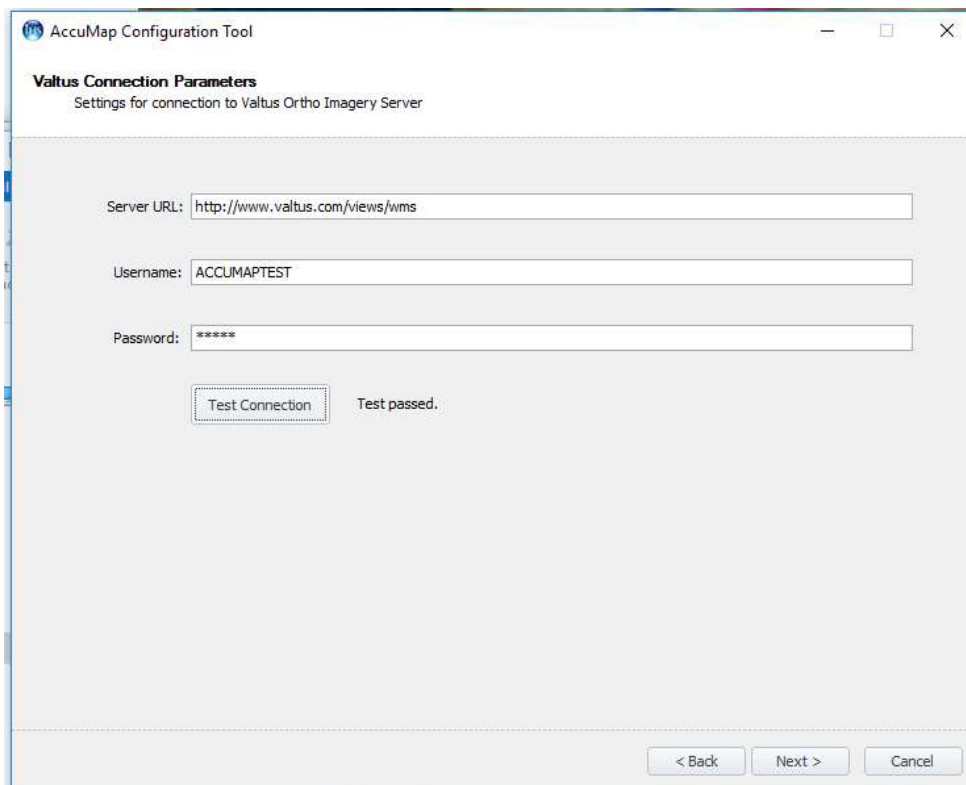 AccuMap Configuration Tool
Valtus Connection Parameters
Settings for connection to Valtus Ortho Imagery Server
Server URL: http://www.valtus.com/views/wms
Username: ACCUMAPTEST
Password: *****
Test Connection Test passed.
< Back Next > Cancel